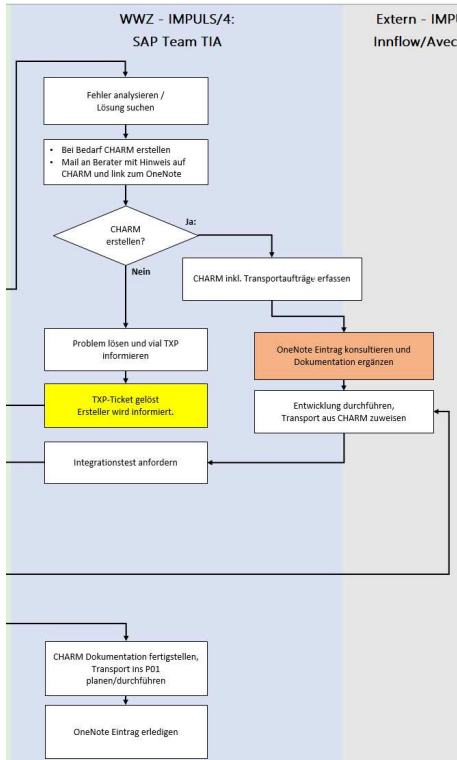 WWZ - IMPULS/4:
SAP Team TIA
Extern - IMPU
Innflow/Avec
Fehler analysieren /
Lösung suchen
• Bei Bedarf CHARM erstellen
• Mail an Berater mit Hinweis auf
CHARM und link zum OneNote
CHARM
erstellen?
Ja:
Nein
CHARM inkl. Transportaufträge erfassen
Problem lösen und vial TXP
informieren
OneNote Eintrag konsultieren und
Dokumentation ergänzen
TXP-Ticket gelöst
Ersteller wird informiert.
Entwicklung durchführen,
Transport aus CHARM zuweisen
Integrationstest anfordern
CHARM Dokumentation fertigstellen,
Transport ins P01
planen/durchführen
OneNote Eintrag erledigen